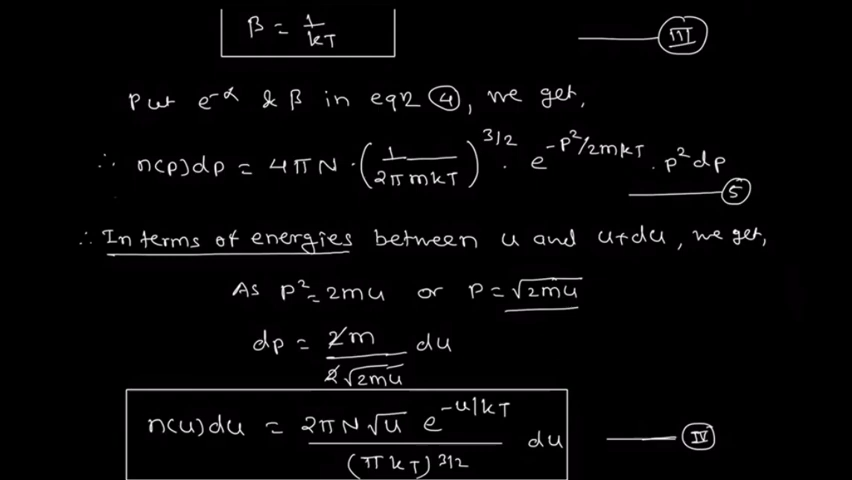 β = 1/kT ——— III
Put e^-α & β in eqn 4, we get,
∴ n(p)dp = 4πN · (1/2πmkT)^3/2 · e^-p²/2mkT · p² dp ——— 5
∴ In terms of energies between u and u+du, we get,
As p² = 2mu or p = √2mu
dp = 2m/2√2mu du
n(u)du = 2πN√u e^-u/kT / (πkT)^3/2 du ——— IV